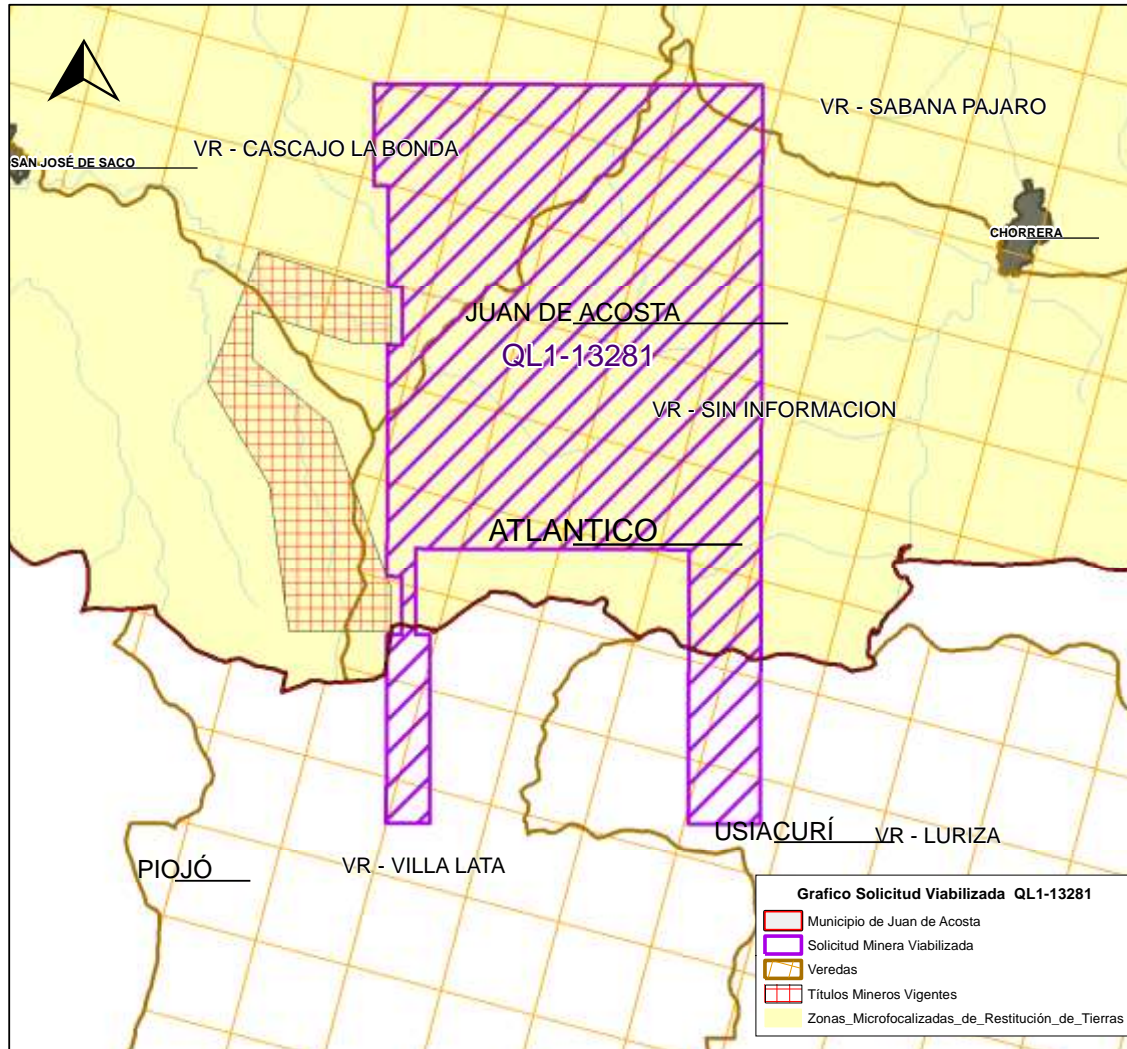 VR - SABANA PAJARO
VR - CASCAJO LA BONDA
SAN JOSÉ DE SACO
CHORRERA
JUAN DE ACOSTA
QL1-13281
VR - SIN INFORMACION
ATLANTICO
USIACURÍ
VR - LURIZA
VR - VILLA LATA
PIOJÓ
Grafico Solicitud Viabilizada QL1-13281
Municipio de Juan de Acosta
Solicitud Minera Viabilizada
Veredas
Títulos Mineros Vigentes
Zonas_Microfocalizadas_de_Restitución_de_Tierras